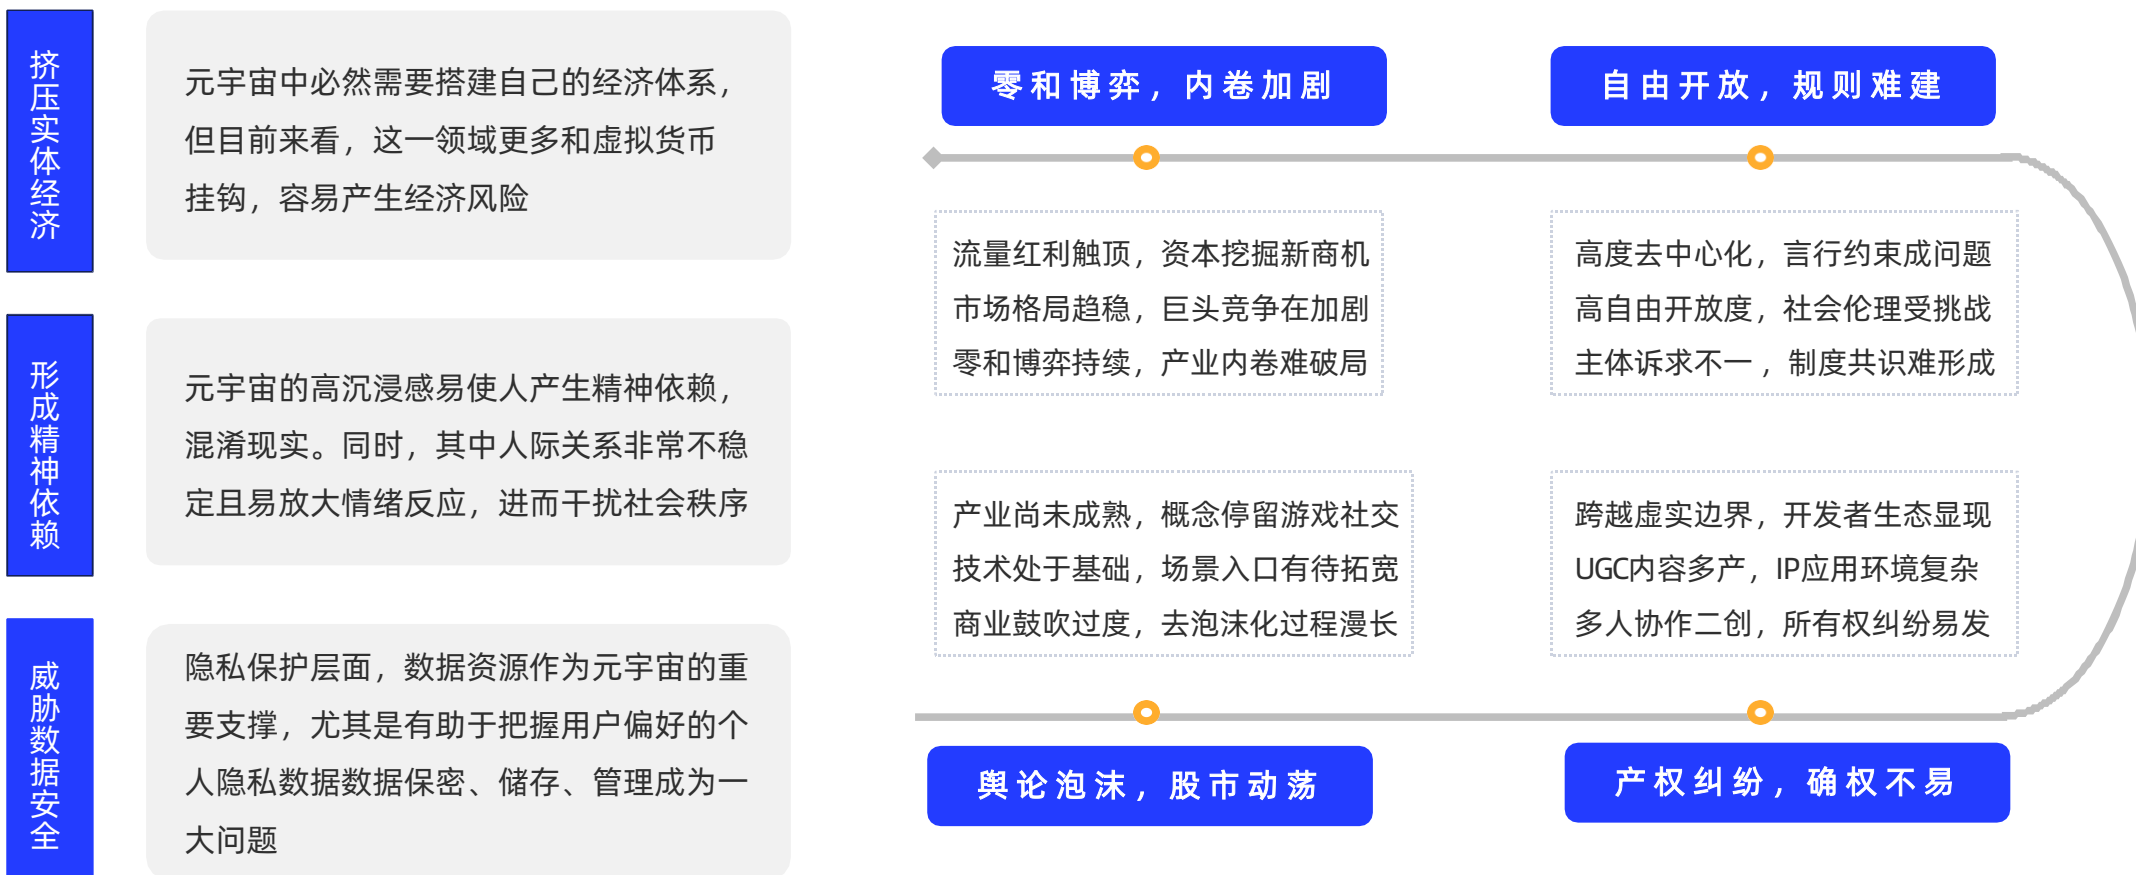 挤压实体经济
元宇宙中必然需要搭建自己的经济体系，
但目前来看，这一领域更多和虚拟货币
挂钩，容易产生经济风险
形成精神依赖
元宇宙的高沉浸感易使人产生精神依赖，
混淆现实。同时，其中人际关系非常不稳
定且易放大情绪反应，进而干扰社会秩序
威胁数据安全
隐私保护层面，数据资源作为元宇宙的重
要支撑，尤其是有助于把握用户偏好的个
人隐私数据数据保密、储存、管理成为一
大问题
零和博弈，内卷加剧
流量红利触顶，资本挖掘新商机
市场格局趋稳，巨头竞争在加剧
零和博弈持续，产业内卷难破局
自由开放，规则难建
高度去中心化，言行约束成问题
高自由开放度，社会伦理受挑战
主体诉求不一，制度共识难形成
产业尚未成熟，概念停留游戏社交
技术处于基础，场景入口有待拓宽
商业鼓吹过度，去泡沫化过程漫长
舆论泡沫，股市动荡
跨越虚实边界，开发者生态显现
UGC内容多产，IP应用环境复杂
多人协作二创，所有权纠纷易发
产权纠纷，确权不易